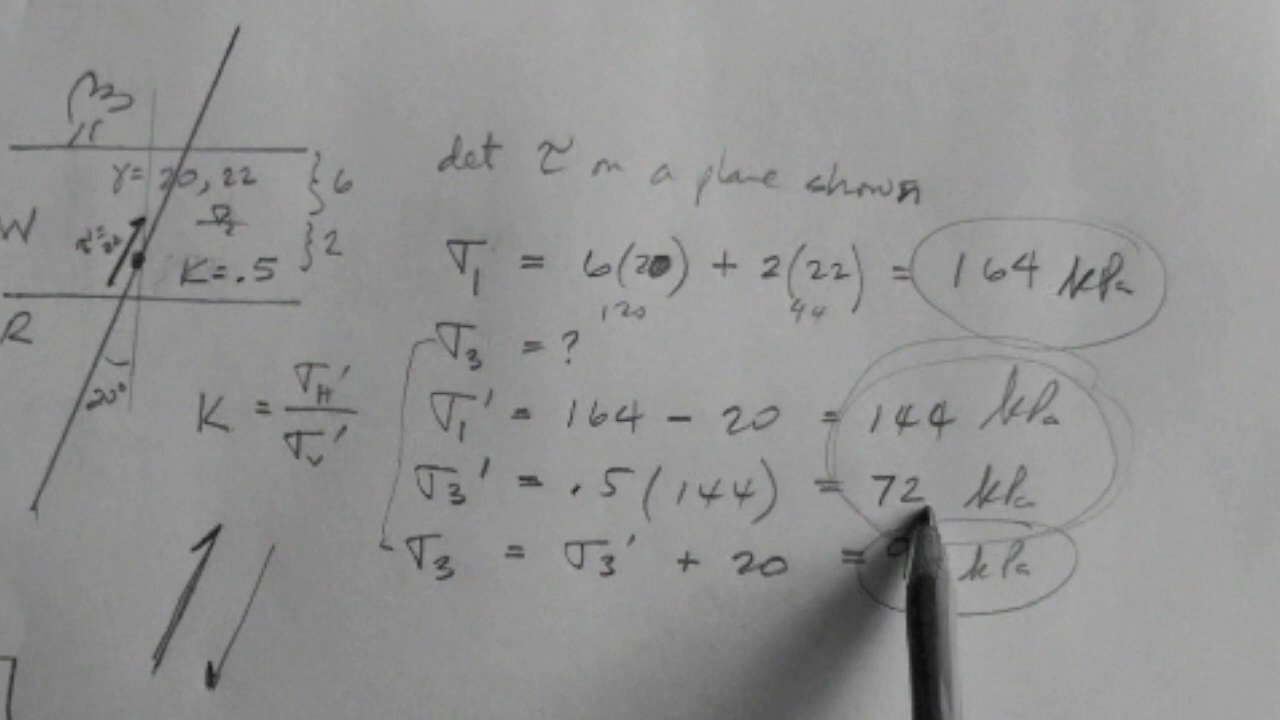 det τ on a plane shown
γ= 20, 22 } 6
W
} 2
K=.5
R
20°
K = σH' / σv'
σ1 = 6(20) + 2(22) = 164 kPa
120 44
σ3 = ?
σ1' = 164 - 20 = 144 kPa
σ3' = .5(144) = 72 kPa
σ3 = σ3' + 20 = kPa